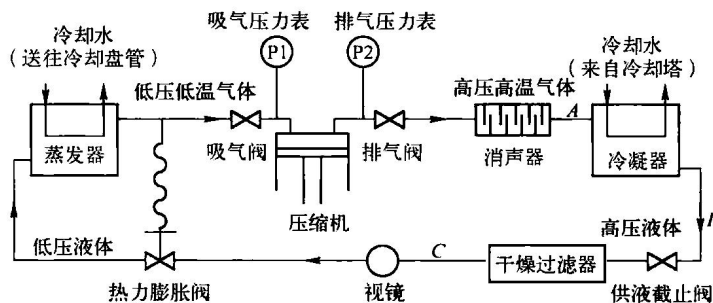 吸气压力表
排气压力表
冷却水
(送往冷却盘管)
P1
P2
冷却水
(来自冷却塔)
低压低温气体
高压高温气体
A
蒸发器
吸气阀
排气阀
消声器
冷凝器
压缩机
低压液体
高压液体
C
干燥过滤器
热力膨胀阀
视镜
供液截止阀